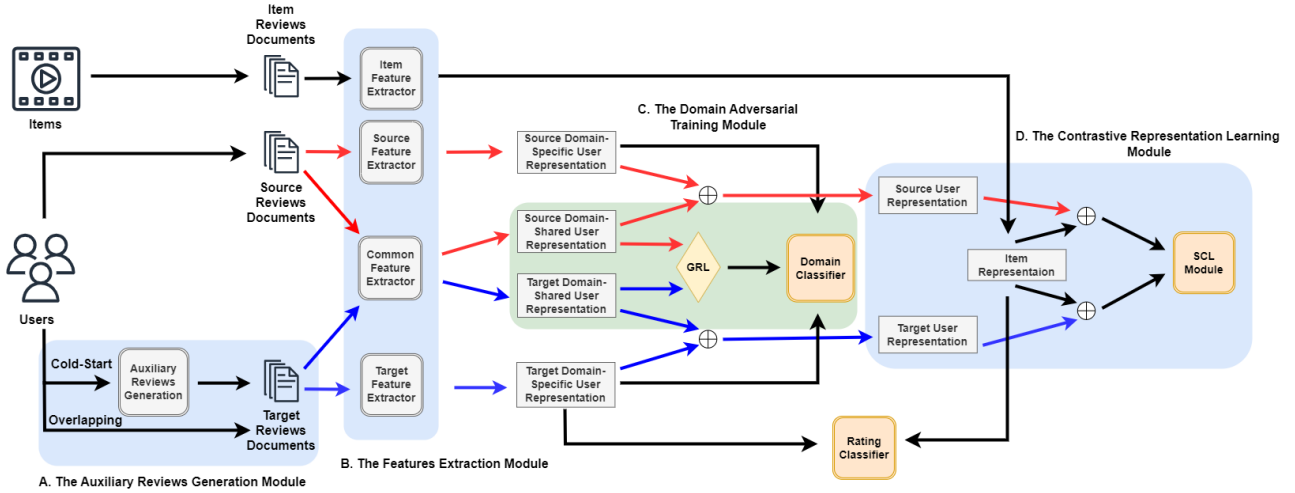 Item
Reviews
Documents
Items
Item
Feature
Extractor
C. The Domain Adversarial
Training Module
D. The Contrastive Representation Learning
Module
Source
Feature
Extractor
Source Domain-
Specific User
Representation
Source
Reviews
Documents
Source User
Representation
Source Domain-
Shared User
Representation
Common
Feature
Extractor
GRL
Domain
Classifier
Item
Representaion
SCL
Module
Target Domain-
Shared User
Representation
Users
Target User
Representation
Cold-Start
Auxiliary
Reviews
Generation
Target
Feature
Extractor
Target Domain-
Specific User
Representation
Overlapping
Target
Reviews
Documents
Rating
Classifier
B. The Features Extraction Module
A. The Auxiliary Reviews Generation Module